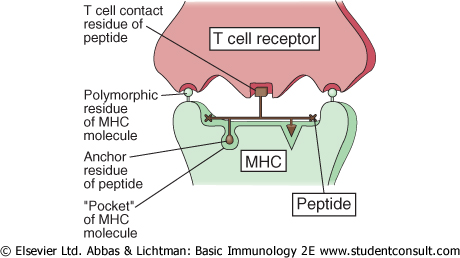 T cell contact
residue of
peptide
T cell receptor
Polymorphic
residue
of MHC
molecule
Anchor
residue
of peptide
"Pocket"
of MHC
molecule
MHC
Peptide
© Elsevier Ltd. Abbas & Lichtman: Basic Immunology 2E www.studentconsult.com